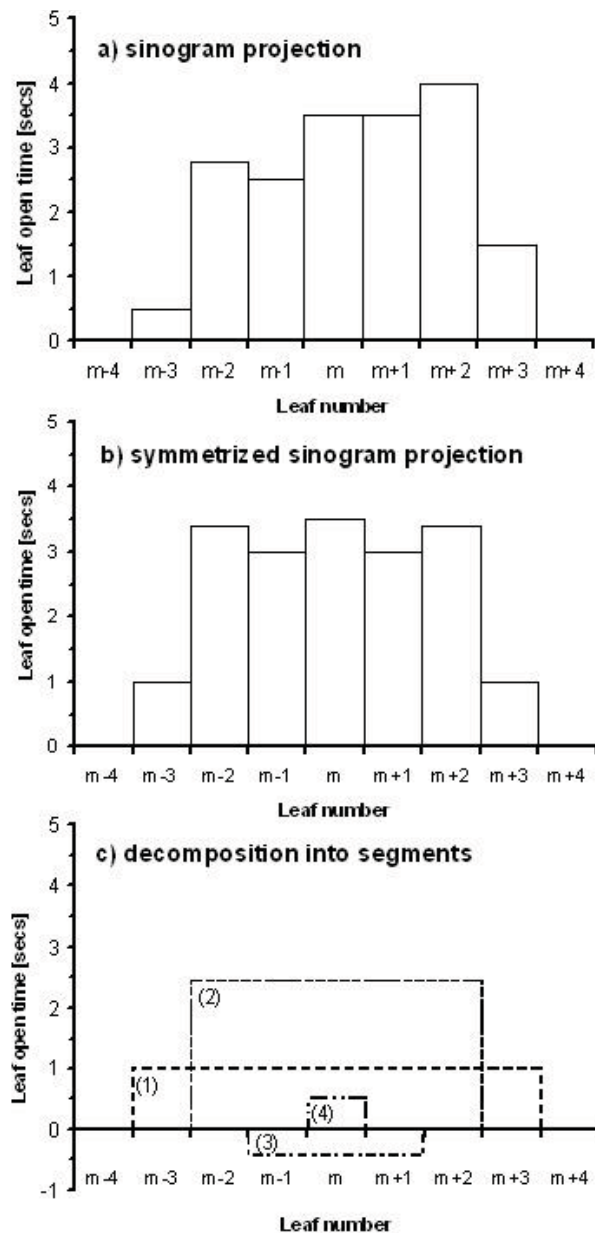 5
a) sinogram projection
4
3
2
1
0
Leaf open time [secs]
m-4 m-3 m-2 m-1 m m+1 m+2 m+3 m+4
Leaf number
5
b) symmetrized sinogram projection
4
3
2
1
0
Leaf open time [secs]
m-4 m-3 m-2 m-1 m m+1 m+2 m+3 m+4
Leaf number
5
c) decomposition into segments
4
3
2
1
0
-1
Leaf open time [secs]
(2)
(1)
(4)
(3)
m-4 m-3 m-2 m-1 m m+1 m+2 m+3 m+4
Leaf number